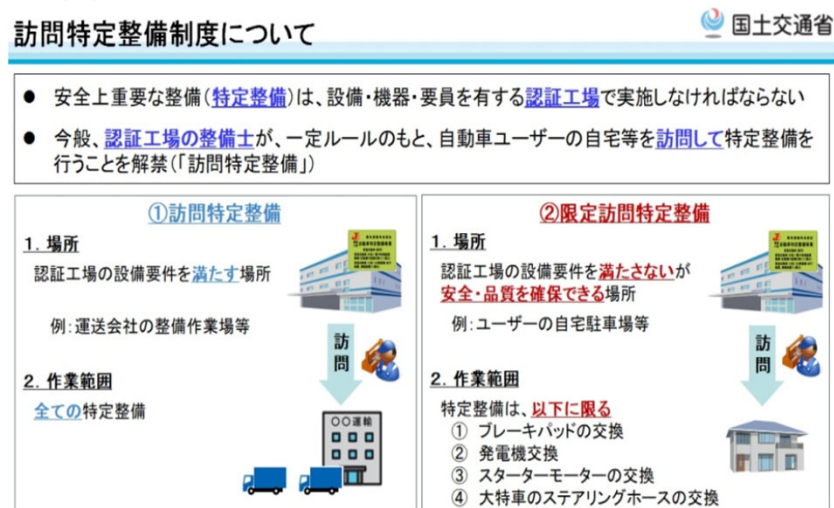 訪問特定整備制度について
国土交通省
● 安全上重要な整備(特定整備)は、設備・機器・要員を有する認証工場で実施しなければならない
● 今般、認証工場の整備士が、一定ルールのもと、自動車ユーザーの自宅等を訪問して特定整備を
行うことを解禁(「訪問特定整備」)
①訪問特定整備
1. 場所
認証工場の設備要件を満たす場所
例:運送会社の整備作業場等
訪問
2. 作業範囲
全ての特定整備
〇〇運輸
②限定訪問特定整備
1. 場所
認証工場の設備要件を満たさないが
安全・品質を確保できる場所
例:ユーザーの自宅駐車場等
訪問
2. 作業範囲
特定整備は、以下に限る
① ブレーキパッドの交換
② 発電機交換
③ スターターモーターの交換
④ 大特車のステアリングホースの交換